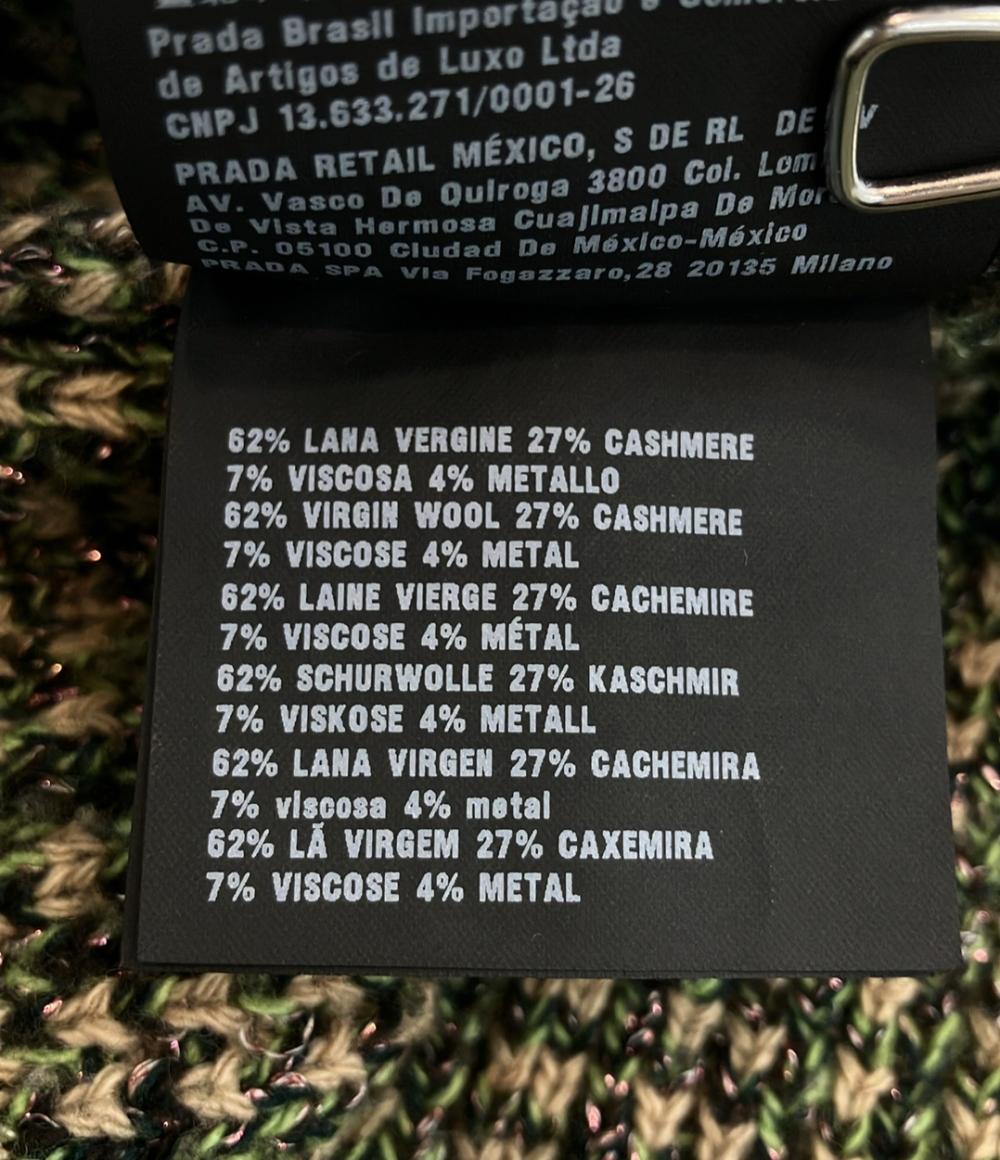 Prada Brasil Importação e
de Artigos de Luxo Ltda
CNPJ 13.633.271/0001-26
PRADA RETAIL MÉXICO, S DE RL DE V
AV. Vasco De Quiroga 3800 Col. Lom
De Vista Hermosa Cuajimalpa De Mor
C.P. 05100 Ciudad De México-México
PRADA SPA Via Fogazzaro,28 20135 Milano
62% LANA VERGINE 27% CASHMERE
7% VISCOSA 4% METALLO
62% VIRGIN WOOL 27% CASHMERE
7% VISCOSE 4% METAL
62% LAINE VIERGE 27% CACHEMIRE
7% VISCOSE 4% MÉTAL
62% SCHURWOLLE 27% KASCHMIR
7% VISKOSE 4% METALL
62% LANA VIRGEN 27% CACHEMIRA
7% viscosa 4% metal
62% LÃ VIRGEM 27% CAXEMIRA
7% VISCOSE 4% METAL